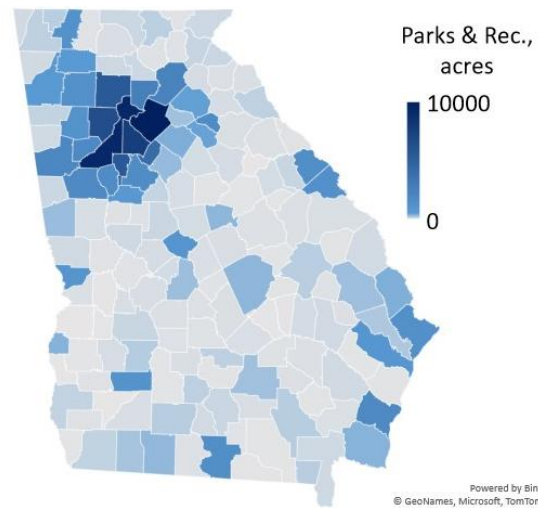 Parks & Rec.,
acres
10000
0
Powered by Bin
© GeoNames, Microsoft, TomTor